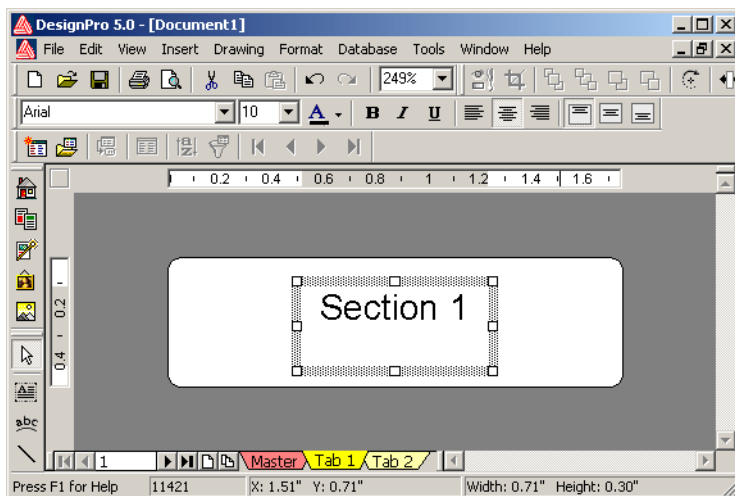 DesignPro 5.0 - [Document1]
File Edit View Insert Drawing Format Database Tools Window Help
249%
Arial 10 A B I U
0.2 0.4 0.6 0.8 1 1.2 1.4 1.6
0.2
0.4
Section 1
A
abc
1 Master Tab 1 Tab 2
Press F1 for Help 11421 X: 1.51" Y: 0.71" Width: 0.71" Height: 0.30"